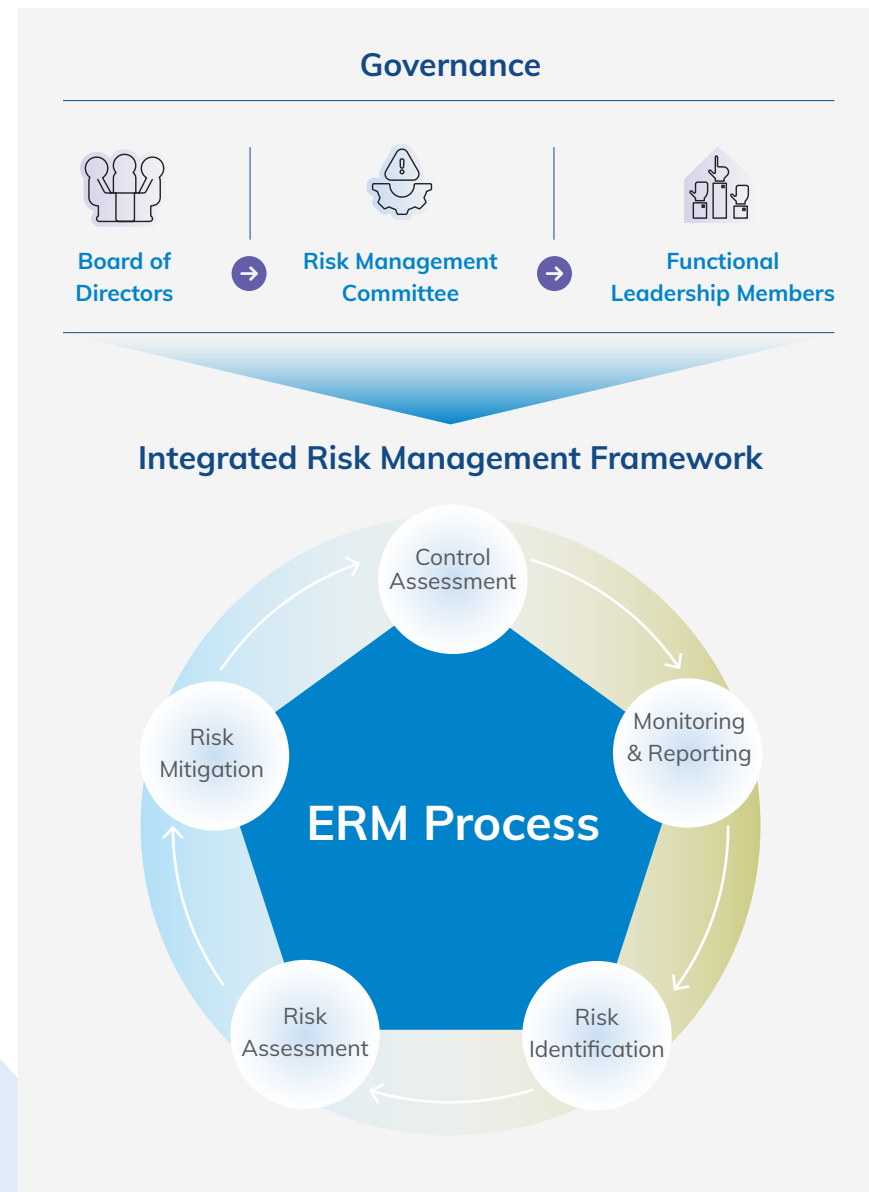 Governance
Board of
Directors
Risk Management
Committee
Functional
Leadership Members
Integrated Risk Management Framework
Control
Assessment
Monitoring
& Reporting
Risk
Identification
Risk
Assessment
Risk
Mitigation
ERM Process